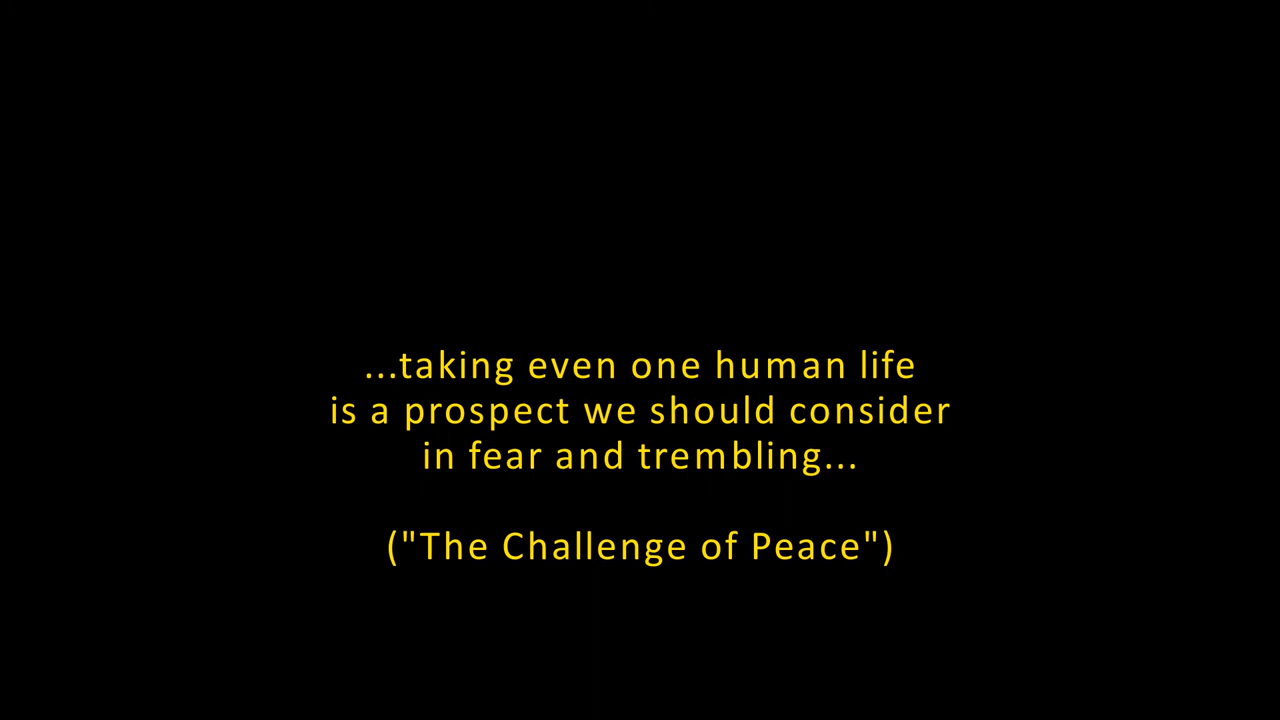 ...taking even one human life
is a prospect we should consider
in fear and trembling...
("The Challenge of Peace")